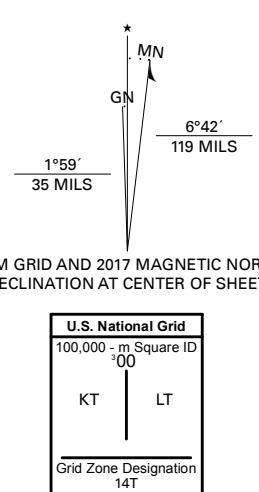 ★
MN
GN
6°42´
119 MILS
1°59´
35 MILS
M GRID AND 2017 MAGNETIC NOR
ECLINATION AT CENTER OF SHEET
U.S. National Grid
100,000 - m Square ID
³00
KT LT
Grid Zone Designation
14T